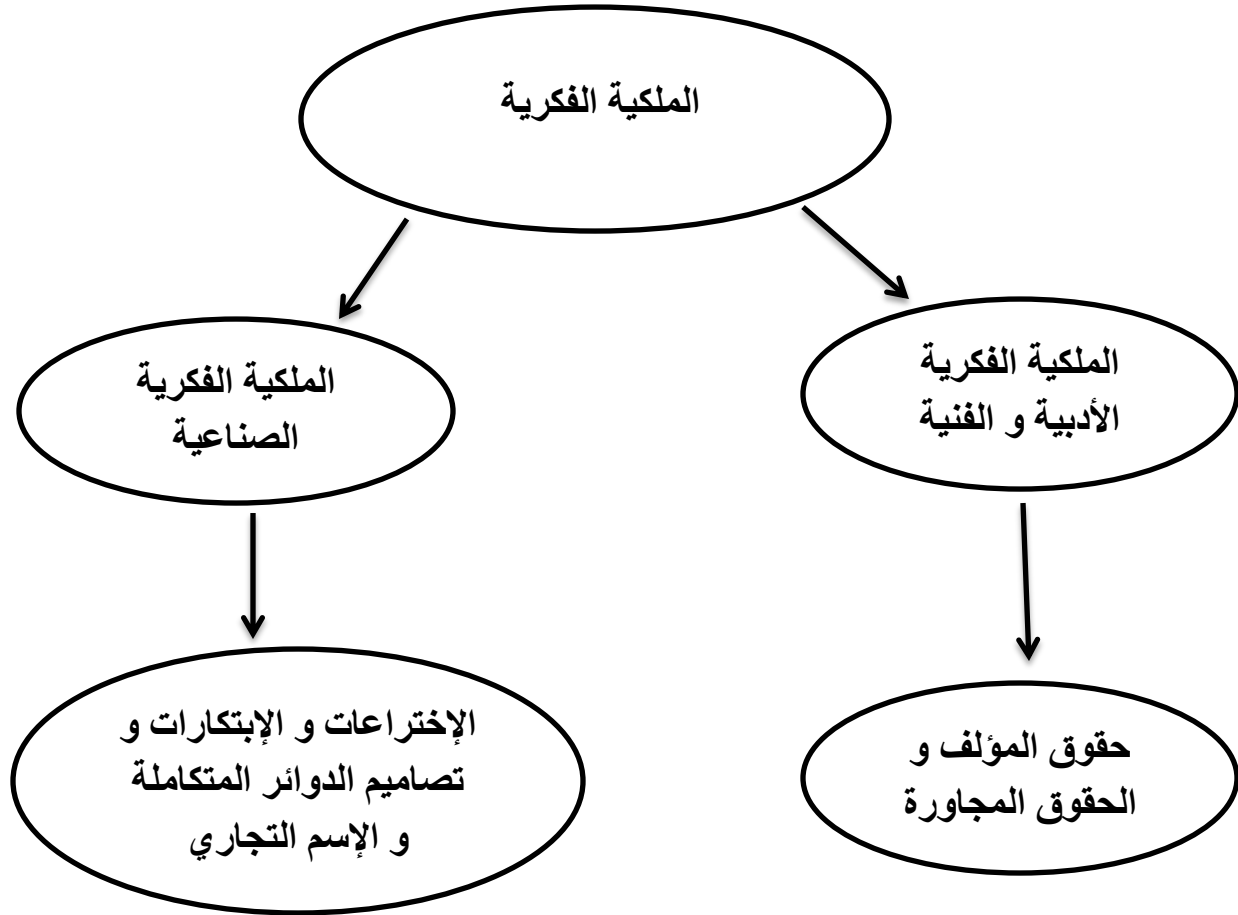 الملكية الفكرية
الملكية الفكرية
الأدبية و الفنية
الملكية الفكرية
الصناعية
حقوق المؤلف و
الحقوق المجاورة
الإختراعات و الإبتكارات و
تصاميم الدوائر المتكاملة
و الإسم التجاري